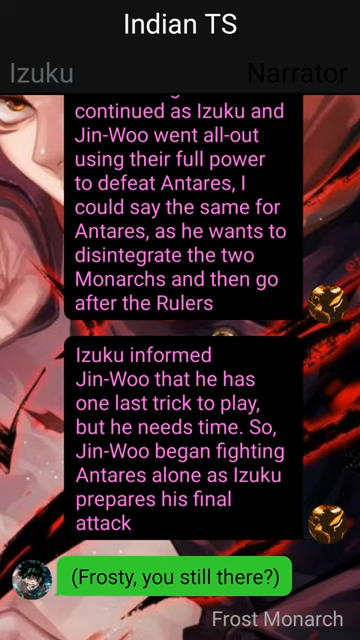 Indian TS
Izuku
Narrator
continued as Izuku and
Jin-Woo went all-out
using their full power
to defeat Antares, I
could say the same for
Antares, as he wants to
disintegrate the two
Monarchs and then go
after the Rulers
Izuku informed
Jin-Woo that he has
one last trick to play,
but he needs time. So,
Jin-Woo began fighting
Antares alone as Izuku
prepares his final
attack
(Frosty, you still there?)
Frost Monarch